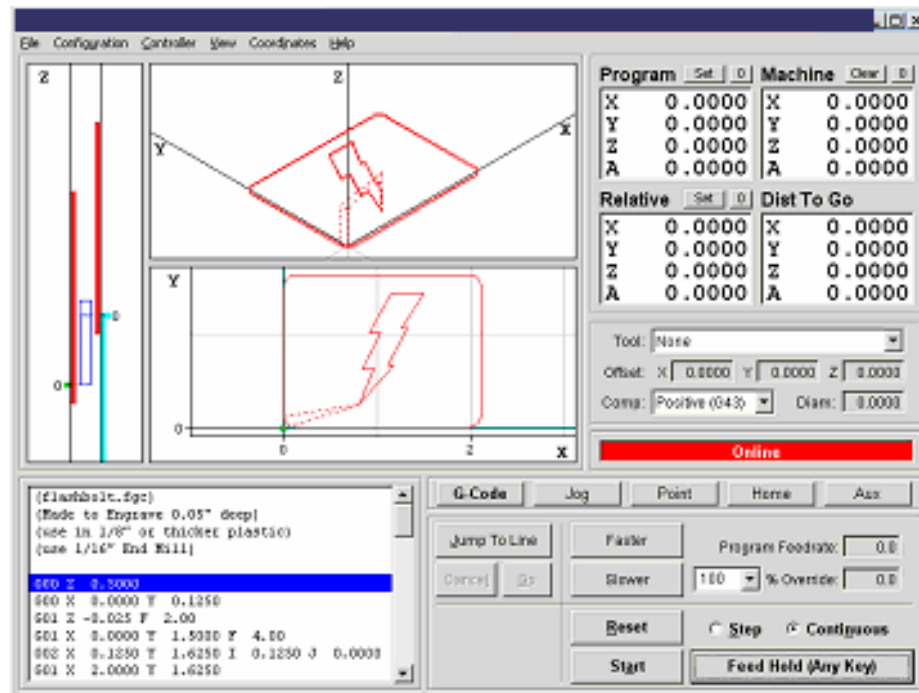 File Configuration Controller View Coordinates Help
Z
Z
Y
X
Y
0
0
0
0
2
X
Program Set 0 Machine Clear 0
X 0.0000 X 0.0000
Y 0.0000 Y 0.0000
Z 0.0000 Z 0.0000
A 0.0000 A 0.0000
Relative Set 0 Dist To Go
X 0.0000 X 0.0000
Y 0.0000 Y 0.0000
Z 0.0000 Z 0.0000
A 0.0000 A 0.0000
Tool: None
Offset: X 0.0000 Y 0.0000 Z 0.0000
Comp: Positive (G43) Diam: 0.0000
Online
(flashbolt.fgc)
(Made to Engrave 0.05" deep)
(use in 1/8" or thicker plastic)
(use 1/16" End Mill)
G00 Z 0.5000
G00 X 0.0000 Y 0.1250
G01 Z -0.025 F 2.00
G01 X 0.0000 Y 1.5000 F 4.00
G02 X 0.1250 Y 1.6250 I 0.1250 J 0.0000
G01 X 2.0000 Y 1.6250
G-Code Jog Point Home Aux
Jump To Line
Cancel Go
Faster
Slower
Program Feedrate: 0.0
100 % Override: 0.0
Reset
Step Continuous
Start
Feed Hold (Any Key)